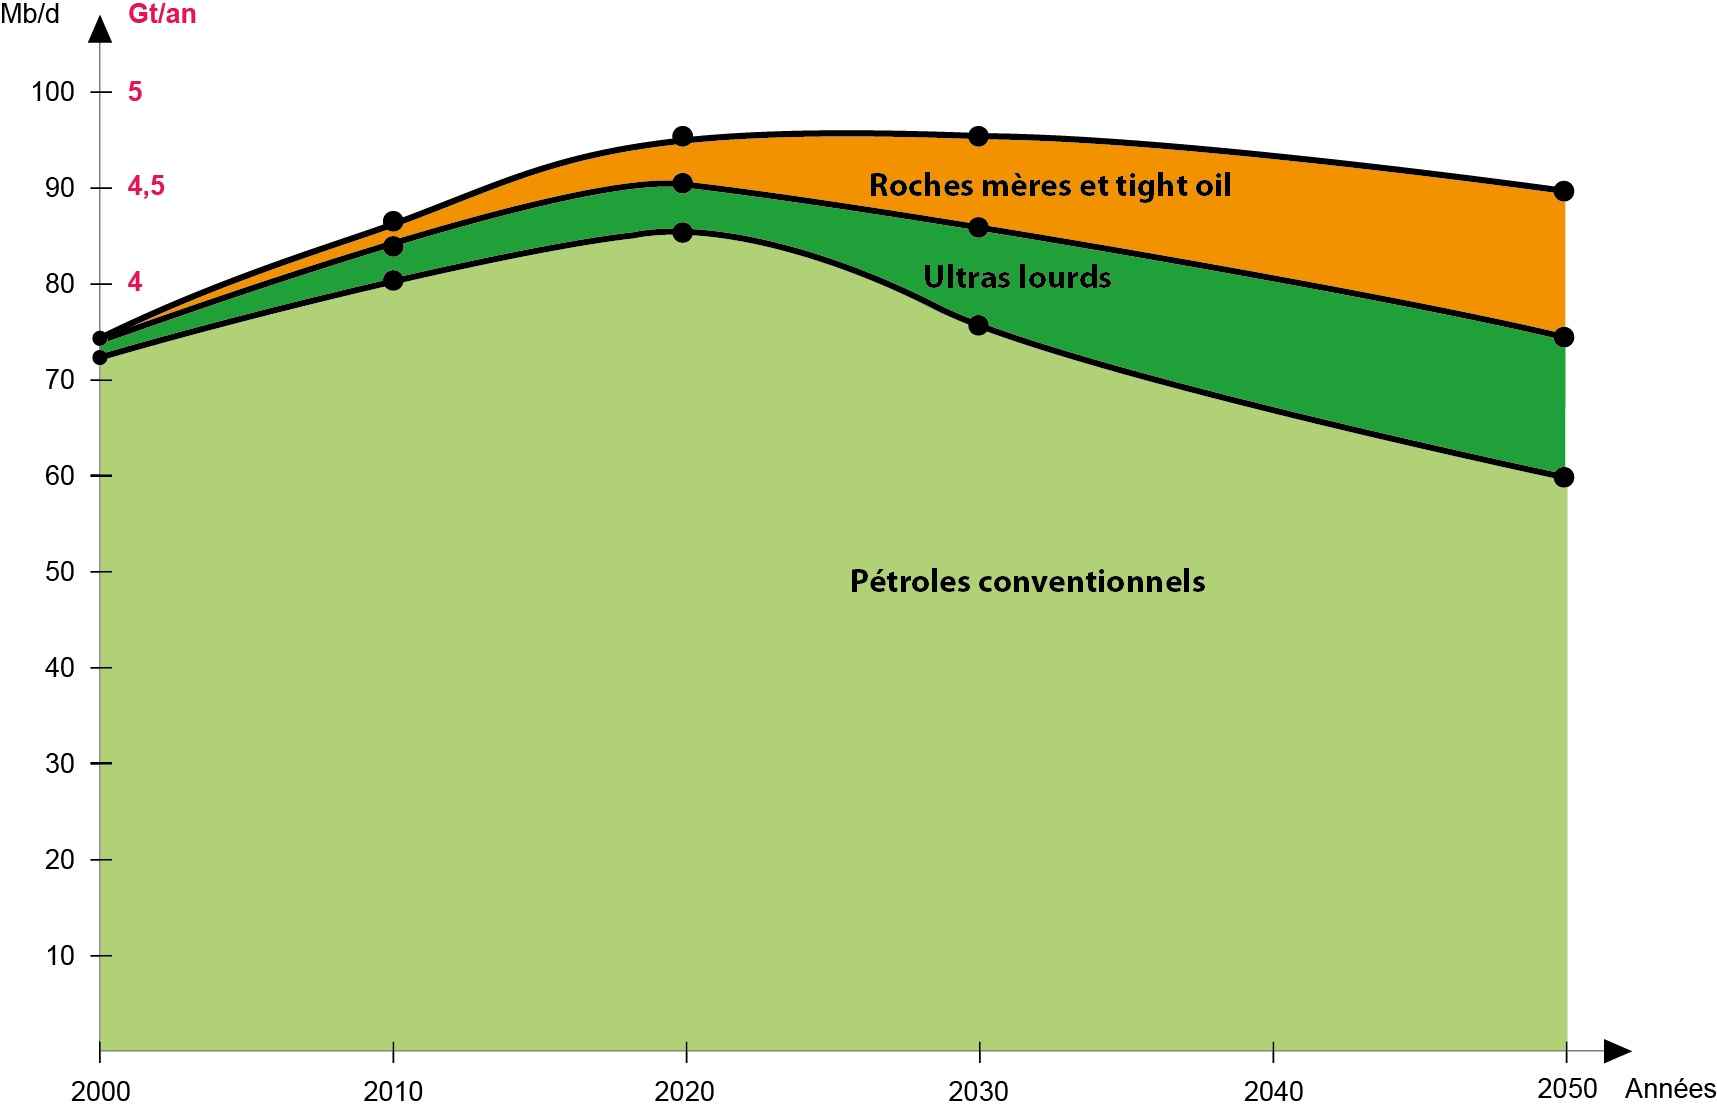 Mb/d Gt/an
100 5
90 4,5
Roches mères et tight oil
80 4
Ultras lourds
70
60
50
Pétroles conventionnels
40
30
20
10
2000 2010 2020 2030 2040 2050 Années